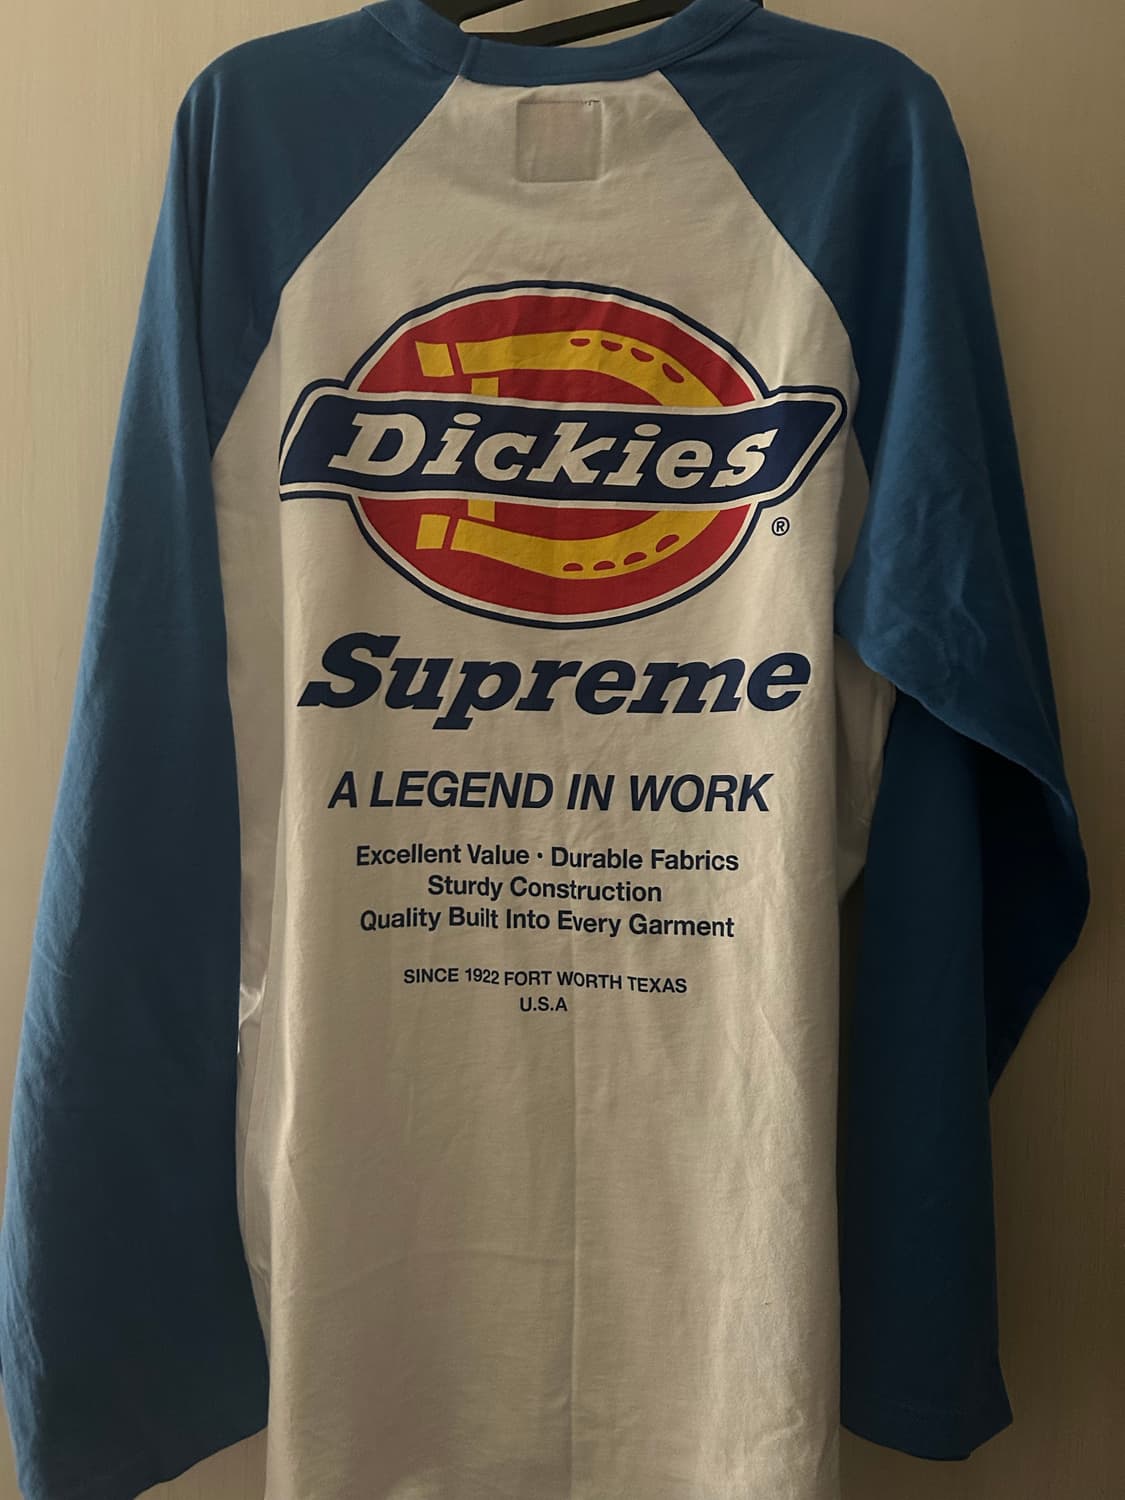 Dickies
®
Supreme
A LEGEND IN WORK
Excellent Value · Durable Fabrics
Sturdy Construction
Quality Built Into Every Garment
SINCE 1922 FORT WORTH TEXAS
U.S.A